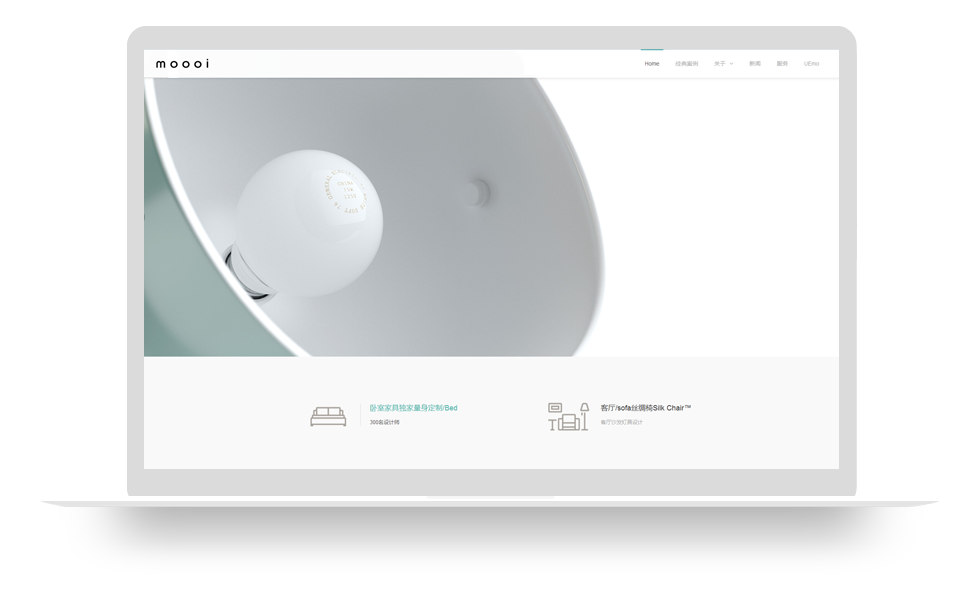 moooi
Home 经典案例 关于 新闻 服务 UEmo
卧室家具独家量身定制/Bed
300名设计师
客厅/sofa丝绸椅Silk Chair™
客厅沙发灯具设计